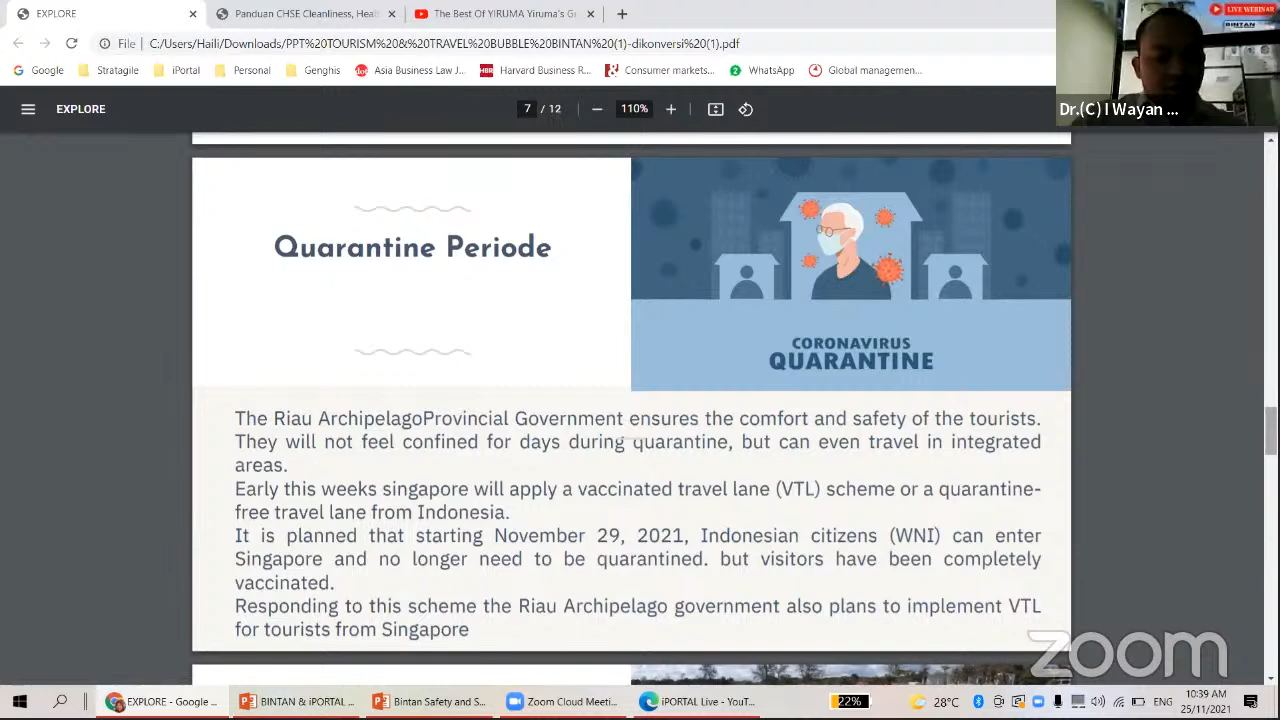 EXPLORE
Panduan CHSE Cleanliness, Healt
The Best Of YIRUMA Yiruma's Gr
LIVE WEBINAR
BINTAN
File
C:/Users/Haili/Downloads/PPT%20TOURISM%20&t%20TRAVEL%20BUBBLE%20BINTAN%20(1)-dikonversi%20(1).pdf
Google
Stratagile
iPortal
Personal
Genghis
Asia Business Law J...
HBR
Harvard Business R...
Consumer markets...
2
WhatsApp
Global managemen...
Dr.(C) I Wayan ...
EXPLORE
7 / 12
110%
Quarantine Periode
CORONAVIRUS
QUARANTINE
The Riau ArchipelagoProvincial Government ensures the comfort and safety of the tourists.
They will not feel confined for days during quarantine, but can even travel in integrated
areas.
Early this weeks singapore will apply a vaccinated travel lane (VTL) scheme or a quarantine-
free travel lane from Indonesia.
It is planned that starting November 29, 2021, Indonesian citizens (WNI) can enter
Singapore and no longer need to be quarantined. but visitors have been completely
vaccinated.
Responding to this scheme the Riau Archipelago government also plans to implement VTL
for tourists from Singapore
zoom
EXPLORE - Google ...
BINTAN & iPORTAL ...
Bintan,Safety and S...
Zoom Cloud Meeti...
iPORTAL Live - YouT...
22%
28°C
ENG
10:39 AM
25/11/2021